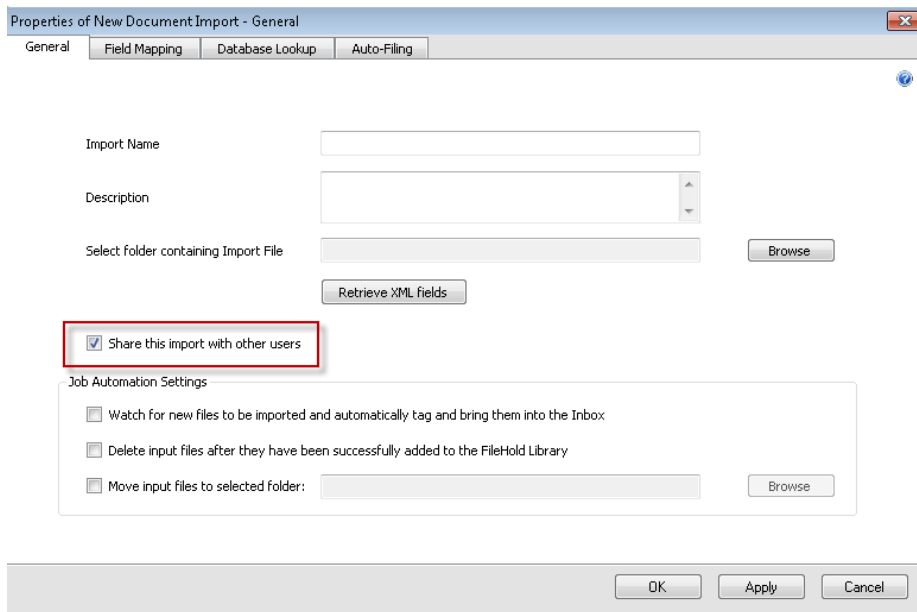 Properties of New Document Import - General
General Field Mapping Database Lookup Auto-Filing
Import Name
Description
Select folder containing Import File Browse
Retrieve XML fields
Share this import with other users
Job Automation Settings
Watch for new files to be imported and automatically tag and bring them into the Inbox
Delete input files after they have been successfully added to the FileHold Library
Move input files to selected folder: Browse
OK Apply Cancel